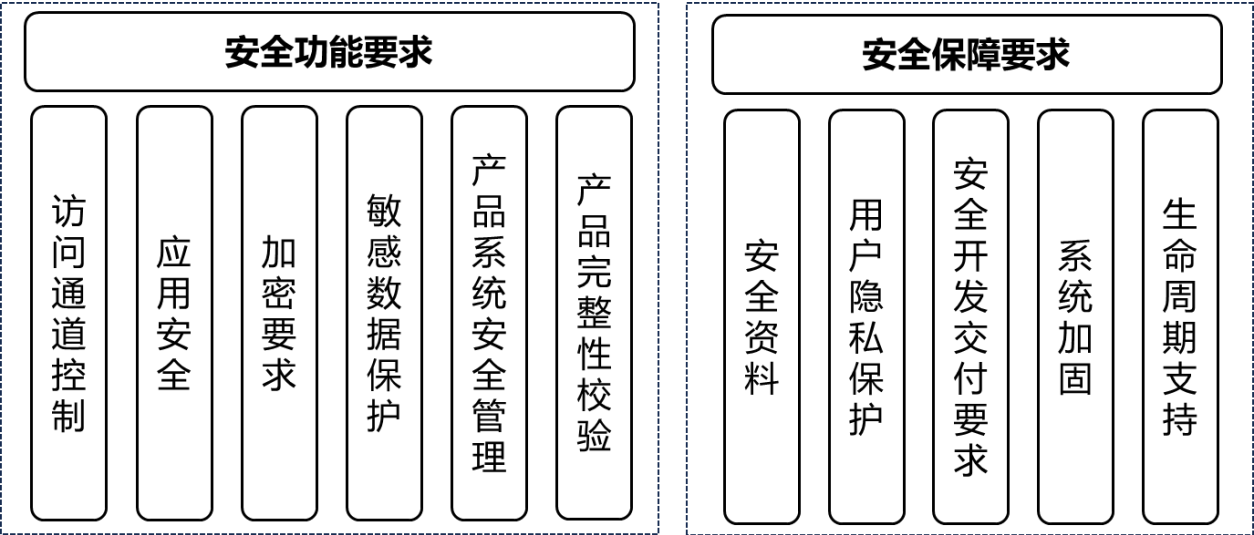 安全功能要求
访问通道控制
应用安全
加密要求
敏感数据保护
产品系统安全管理
产品完整性校验
安全保障要求
安全资料
用户隐私保护
安全开发交付要求
系统加固
生命周期支持